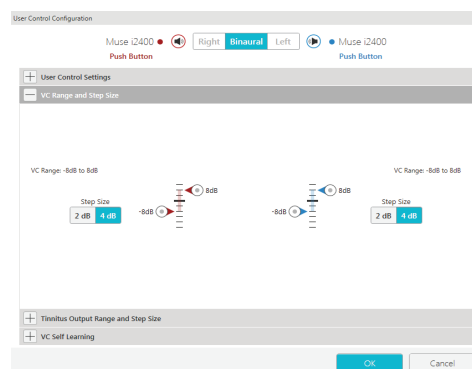 User Control Configuration
Muse i2400 Right Binaural Left Muse i2400
Push Button Push Button
User Control Settings
VC Range and Step Size
VC Range: -8dB to 8dB VC Range: -8dB to 8dB
8dB 8dB
Step Size Step Size
-8dB -8dB
2 dB 4 dB 2 dB 4 dB
Tinnitus Output Range and Step Size
VC Self Learning
OK Cancel